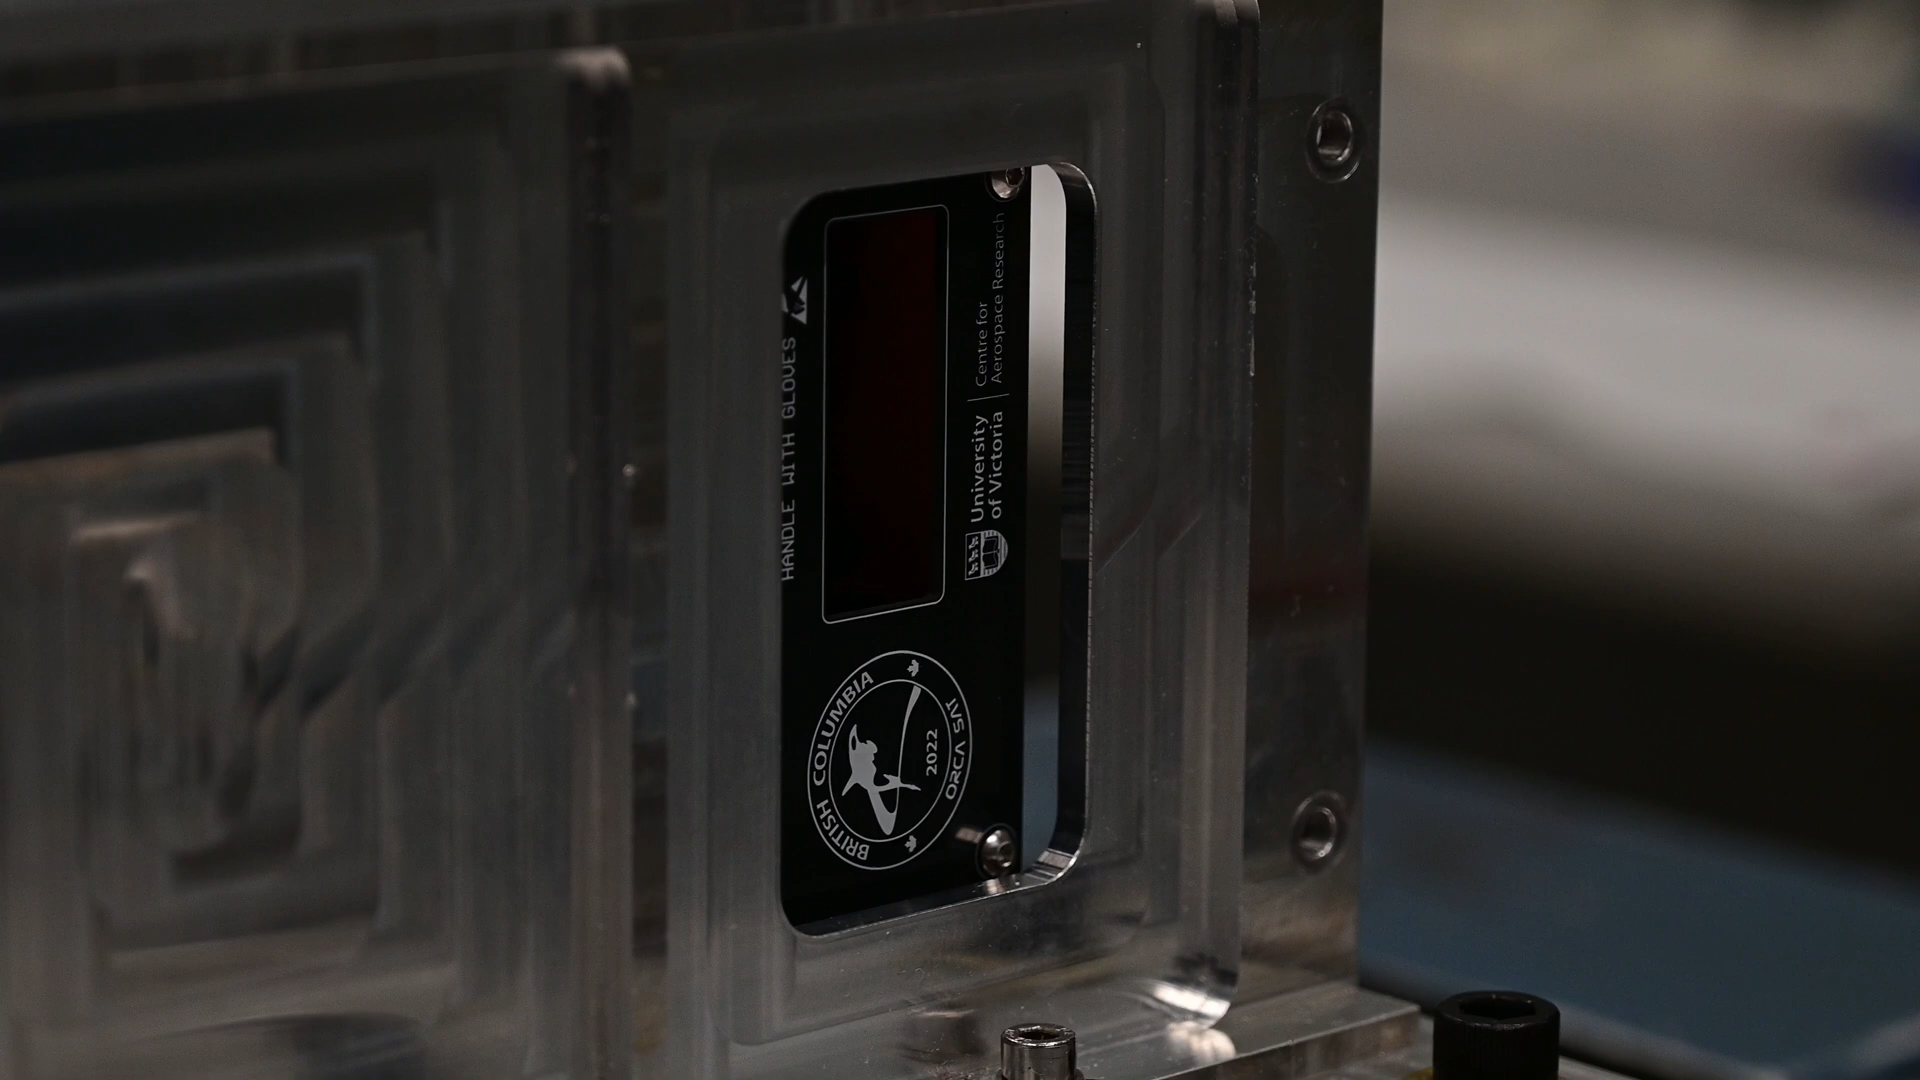 HANDLE WITH GLOVES
University
of Victoria
Centre for
Aerospace Research
BRITISH COLUMBIA
2022
ORCA SAT